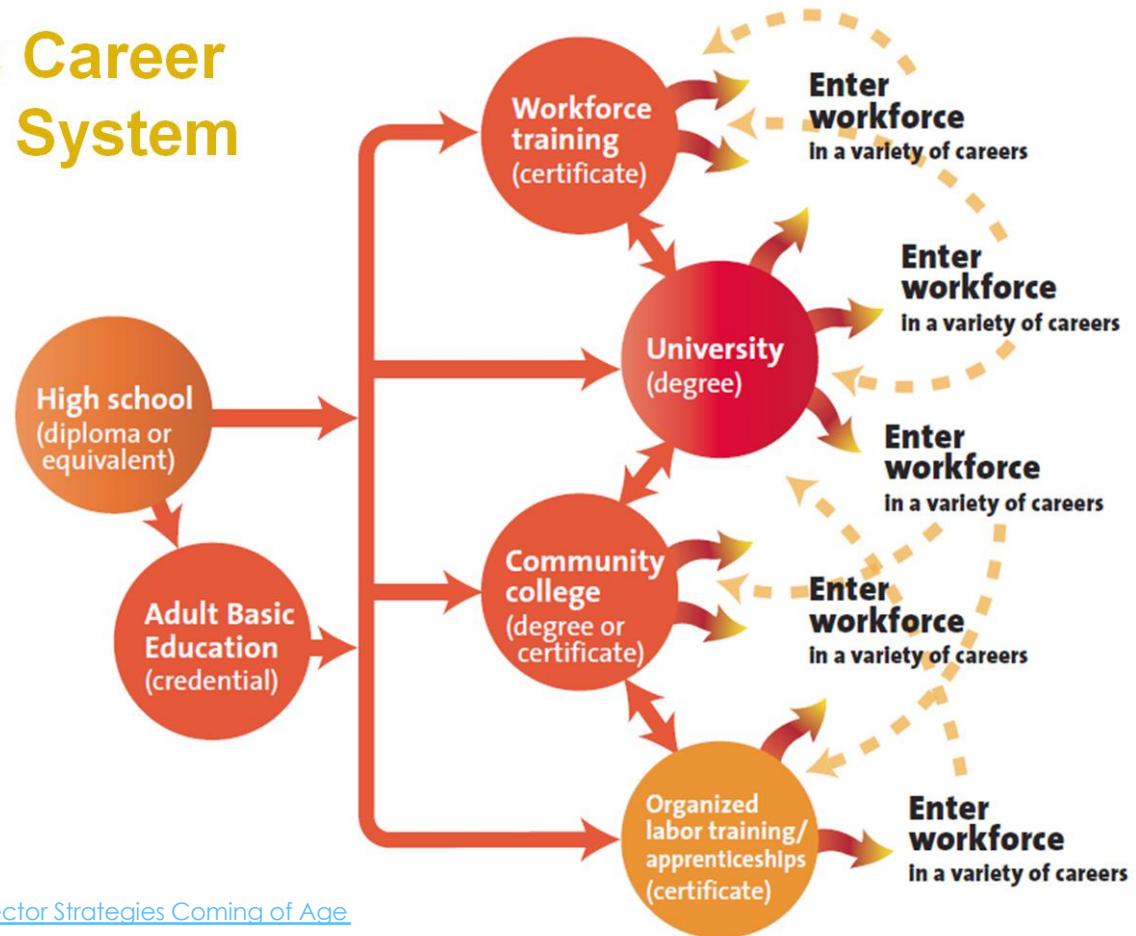 Career
System
Workforce
training
(certificate)
Enter
workforce
in a variety of careers
University
(degree)
Enter
workforce
in a variety of careers
High school
(diploma or
equivalent)
Enter
workforce
in a variety of careers
Adult Basic
Education
(credential)
Community
college
(degree or
certificate)
Enter
workforce
in a variety of careers
Organized
labor training/
apprenticeships
(certificate)
Enter
workforce
in a variety of careers
Strategies Coming of Age